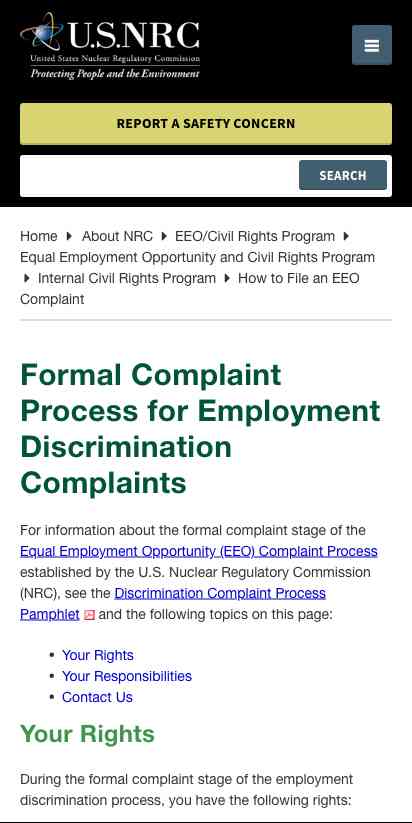 U.S.NRC
United States Nuclear Regulatory Commission
Protecting People and the Environment
REPORT A SAFETY CONCERN
SEARCH
Home About NRC EEO/Civil Rights Program
Equal Employment Opportunity and Civil Rights Program
Internal Civil Rights Program How to File an EEO
Complaint
Formal Complaint
Process for Employment
Discrimination
Complaints
For information about the formal complaint stage of the
Equal Employment Opportunity (EEO) Complaint Process
established by the U.S. Nuclear Regulatory Commission
(NRC), see the Discrimination Complaint Process
Pamphlet and the following topics on this page:
• Your Rights
• Your Responsibilities
• Contact Us
Your Rights
During the formal complaint stage of the employment
discrimination process, you have the following rights: